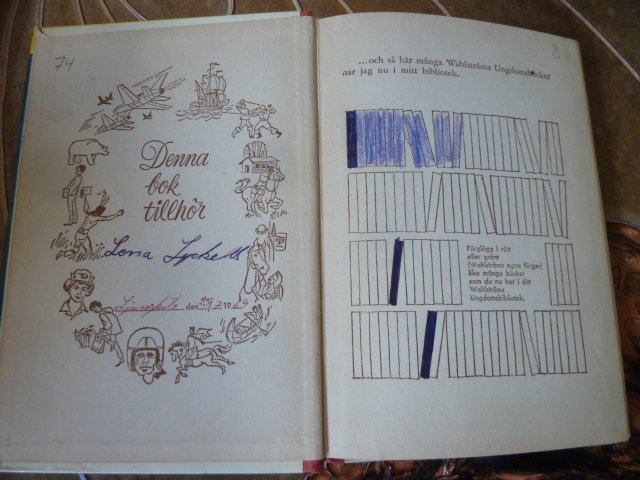 74
Denna
bok
tillhör
Lena Lyckell
Ljungskile den 29/7 1969
3
...och så här många Wahlströms Ungdomsböcker
har jag nu i mitt bibliotek.
Färglägg i rött
eller grönt
(Wahlströms egna färger)
lika många böcker
som du nu har i ditt
Wahlströms
Ungdomsbibliotek.